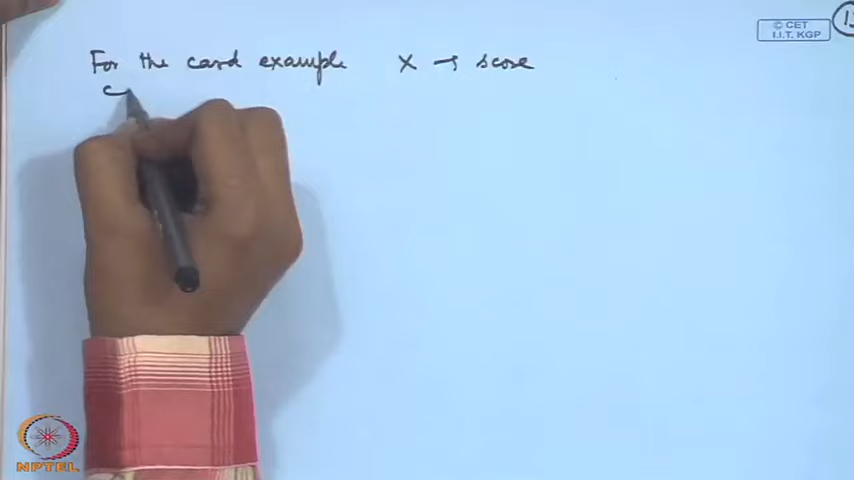 For the card example X → score
© CET
I.I.T. KGP
NPTEL